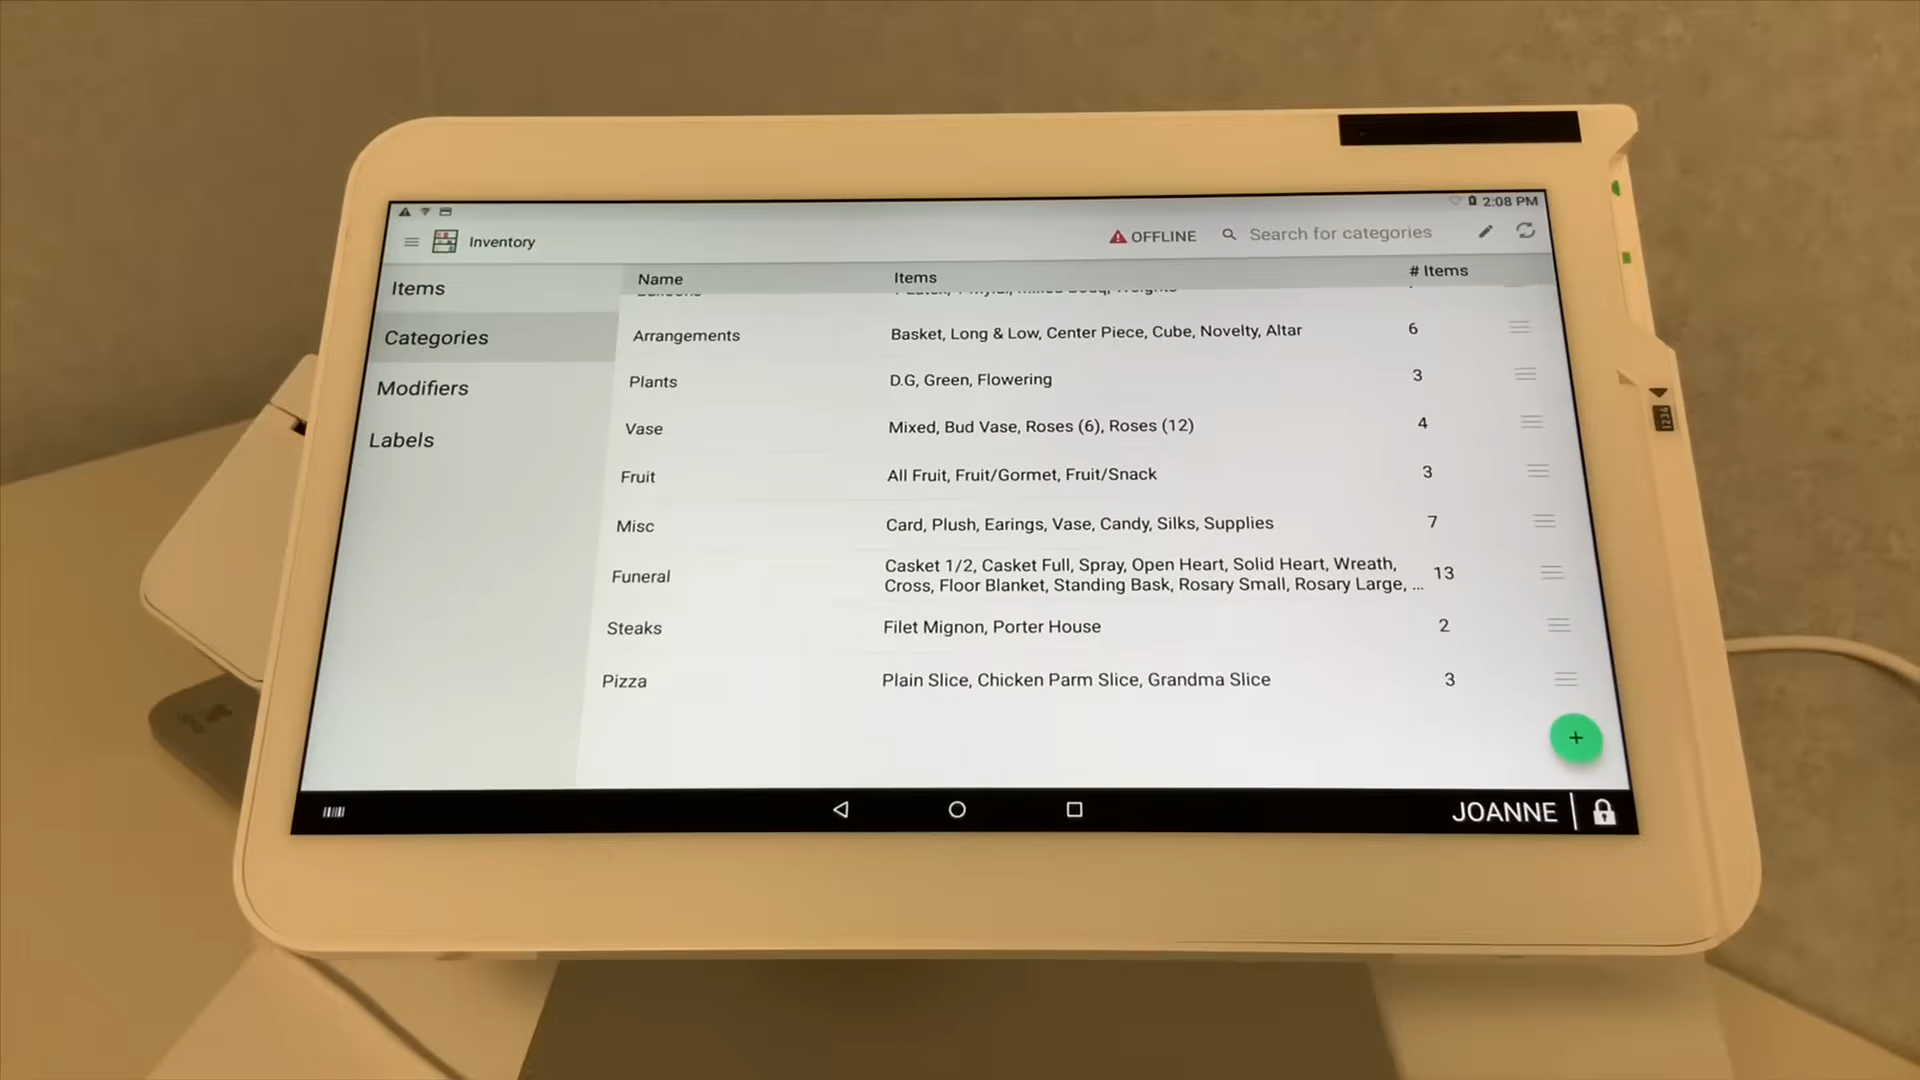 2:08 PM
Inventory
OFFLINE
Search for categories
Items
Categories
Modifiers
Labels
Name Items # Items
Arrangements Basket, Long & Low, Center Piece, Cube, Novelty, Altar 6
Plants D.G, Green, Flowering 3
Vase Mixed, Bud Vase, Roses (6), Roses (12) 4
Fruit All Fruit, Fruit/Gormet, Fruit/Snack 3
Misc Card, Plush, Earings, Vase, Candy, Silks, Supplies 7
Funeral Casket 1/2, Casket Full, Spray, Open Heart, Solid Heart, Wreath, 13
Cross, Floor Blanket, Standing Bask, Rosary Small, Rosary Large, ...
Steaks Filet Mignon, Porter House 2
Pizza Plain Slice, Chicken Parm Slice, Grandma Slice 3
+
JOANNE
1234